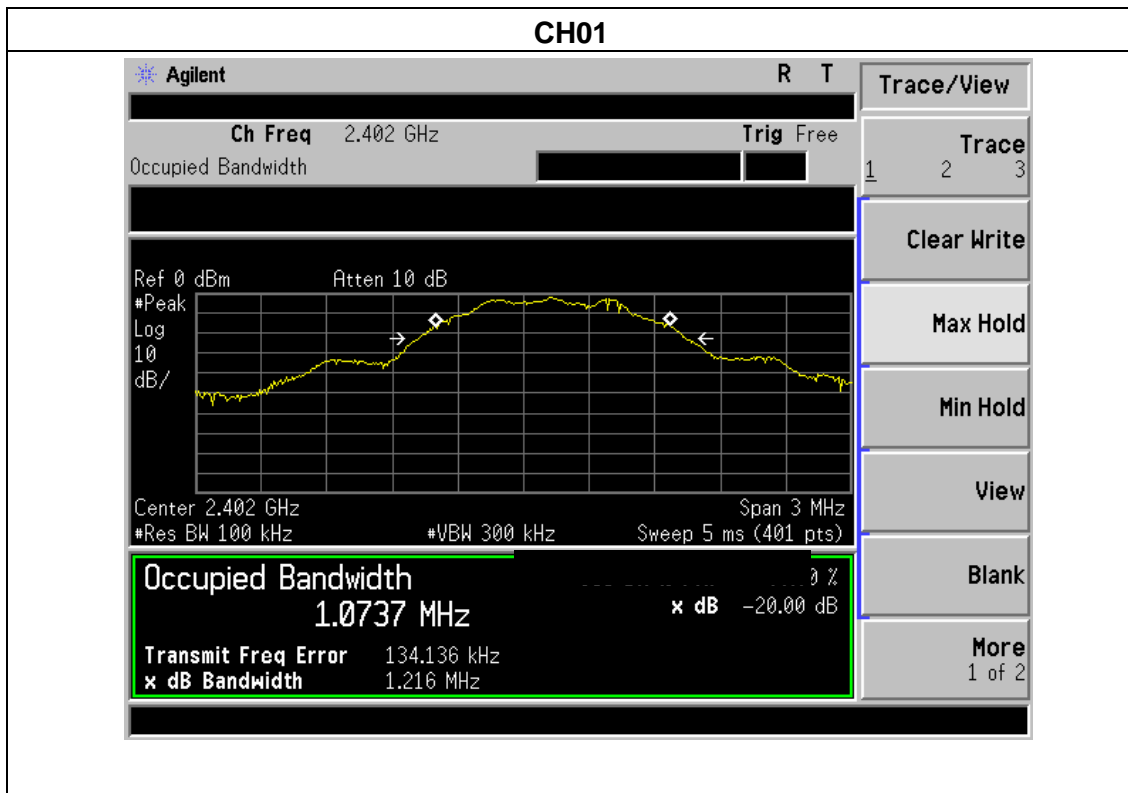 CH01
Agilent R T
Ch Freq 2.402 GHz Trig Free
Occupied Bandwidth
Ref 0 dBm Atten 10 dB
#Peak
Log
10
dB/
Center 2.402 GHz Span 3 MHz
#Res BW 100 kHz #VBW 300 kHz Sweep 5 ms (401 pts)
Occupied Bandwidth
0 %
1.0737 MHz
x dB -20.00 dB
Transmit Freq Error 134.136 kHz
x dB Bandwidth 1.216 MHz
Trace/View
Trace
1 2 3
Clear Write
Max Hold
Min Hold
View
Blank
More
1 of 2